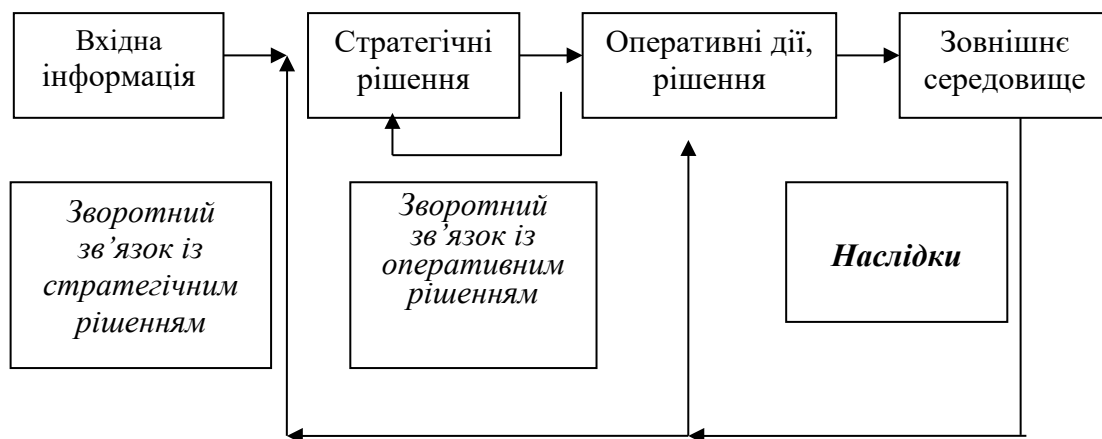 Вхідна
інформація
Стратегічні
рішення
Оперативні дії,
рішення
Зовнішнє
середовище
Зворотний
зв’язок із
стратегічним
рішенням
Зворотний
зв’язок із
оперативним
рішенням
Наслідки